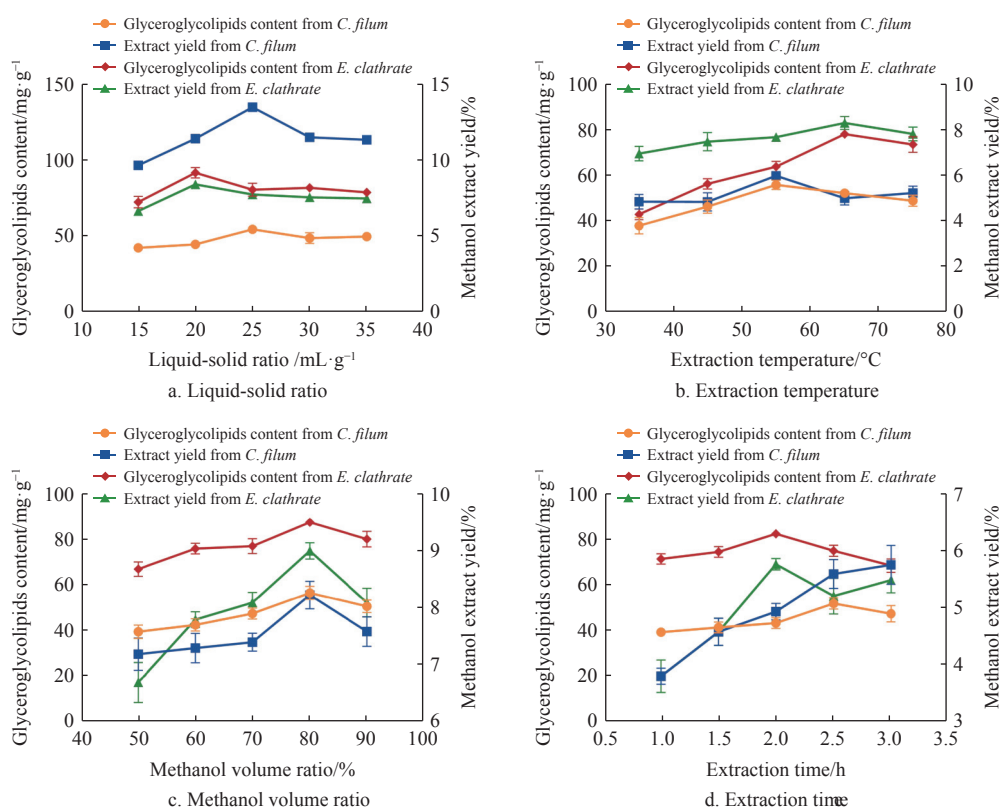 Glyceroglycolipids content from C. filum
Extract yield from C. filum
Glyceroglycolipids content from E. clathrate
Extract yield from E. clathrate
Glyceroglycolipids content/mg·g⁻¹
150
100
50
0
15
10
5
0
Methanol extract yield/%
10 15 20 25 30 35 40
Liquid-solid ratio /mL·g⁻¹
a. Liquid-solid ratio
Glyceroglycolipids content from C. filum
Extract yield from C. filum
Glyceroglycolipids content from E. clathrate
Extract yield from E. clathrate
Glyceroglycolipids content/mg·g⁻¹
100
80
60
40
20
0
10
8
6
4
2
0
Methanol extract yield/%
30 40 50 60 70 80
Extraction temperature/°C
b. Extraction temperature
Glyceroglycolipids content from C. filum
Extract yield from C. filum
Glyceroglycolipids content from E. clathrate
Extract yield from E. clathrate
Glyceroglycolipids content/mg·g⁻¹
100
80
60
40
20
0
10
9
8
7
6
Methanol extract yield/%
40 50 60 70 80 90 100
Methanol volume ratio/%
c. Methanol volume ratio
Glyceroglycolipids content from C. filum
Extract yield from C. filum
Glyceroglycolipids content from E. clathrate
Extract yield from E. clathrate
Glyceroglycolipids content/mg·g⁻¹
100
80
60
40
20
0
7
6
5
4
3
Methanol extract yield/%
0.5 1.0 1.5 2.0 2.5 3.0 3.5
Extraction time/h
d. Extraction time